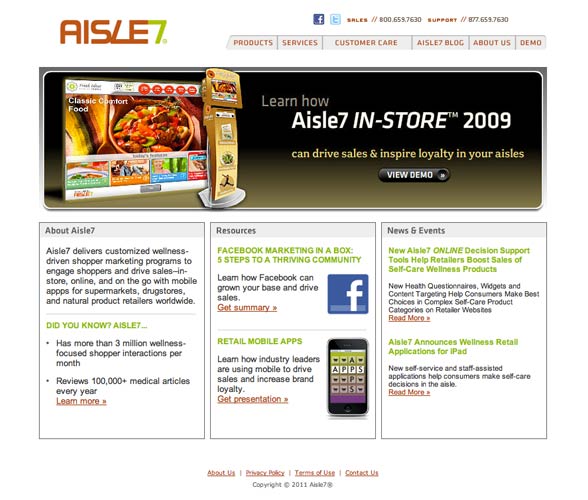 AISLE7®
SALES // 800.659.7630 SUPPORT // 877.659.7630
PRODUCTS
SERVICES
CUSTOMER CARE
AISLE7 BLOG
ABOUT US
DEMO
Classic Comfort
Food
today's features
AISLE7
Learn how
Aisle7 IN-STORE™ 2009
can drive sales & inspire loyalty in your aisles
VIEW DEMO »
About Aisle7
Aisle7 delivers customized wellness-
driven shopper marketing programs to
engage shoppers and drive sales–in-
store, online, and on the go with mobile
appps for supermarkets, drugstores,
and natural product retailers worldwide.
DID YOU KNOW? AISLE7...
• Has more than 3 million wellness-
focused shopper interactions per
month
• Reviews 100,000+ medical articles
every year
Learn more »
Resources
FACEBOOK MARKETING IN A BOX:
5 STEPS TO A THRIVING COMMUNITY
Learn how Facebook can
grown your base and drive
sales.
Get summary »
RETAIL MOBILE APPS
Learn how industry leaders
are using mobile to drive
sales and increase brand
loyalty.
Get presentation »
APPS
News & Events
New Aisle7 ONLINE Decision Support
Tools Help Retailers Boost Sales of
Self-Care Wellness Products
New Health Questionnaires, Widgets and
Content Targeting Help Consumers Make Best
Choices in Complex Self-Care Product
Categories on Retailer Websites
Read More »
Aisle7 Announces Wellness Retail
Applications for iPad
New self-service and staff-assisted
applications help consumers make self-care
decisions in the aisle.
Read More »
About Us | Privacy Policy | Terms of Use | Contact Us
Copyright © 2011 Aisle7®